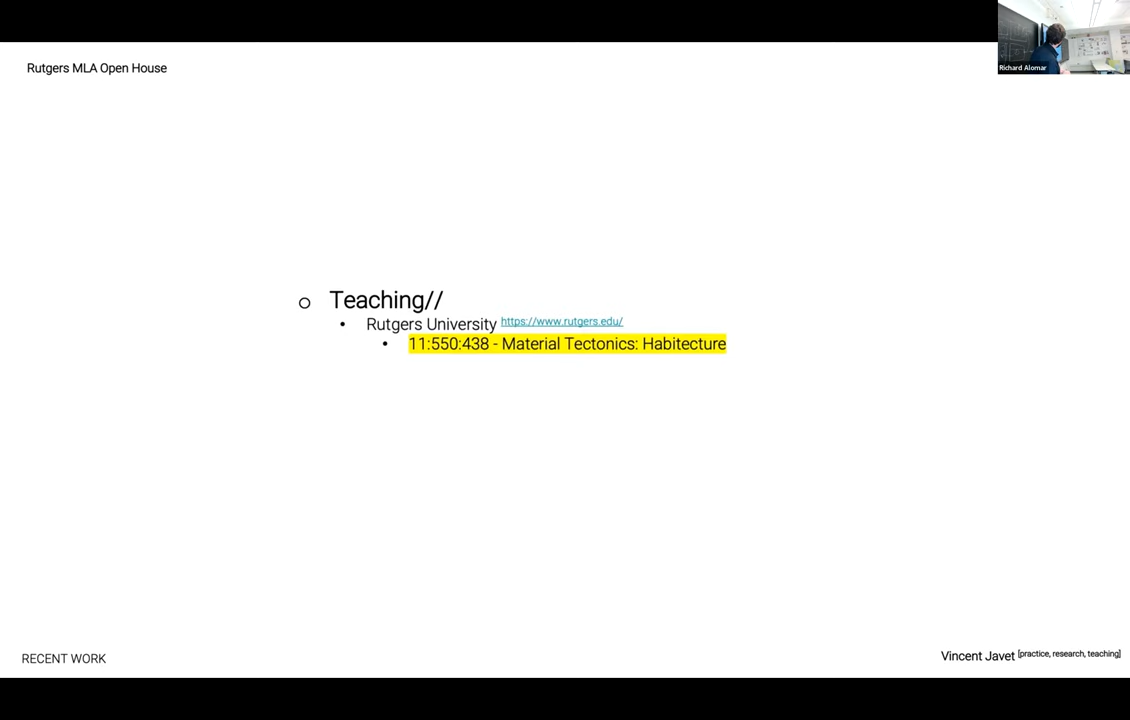 Richard Alomar
Rutgers MLA Open House
Teaching//
Rutgers University https://www.rutgers.edu/
11:550:438 - Material Tectonics: Habitecture
RECENT WORK
Vincent Javet [practice, research, teaching]